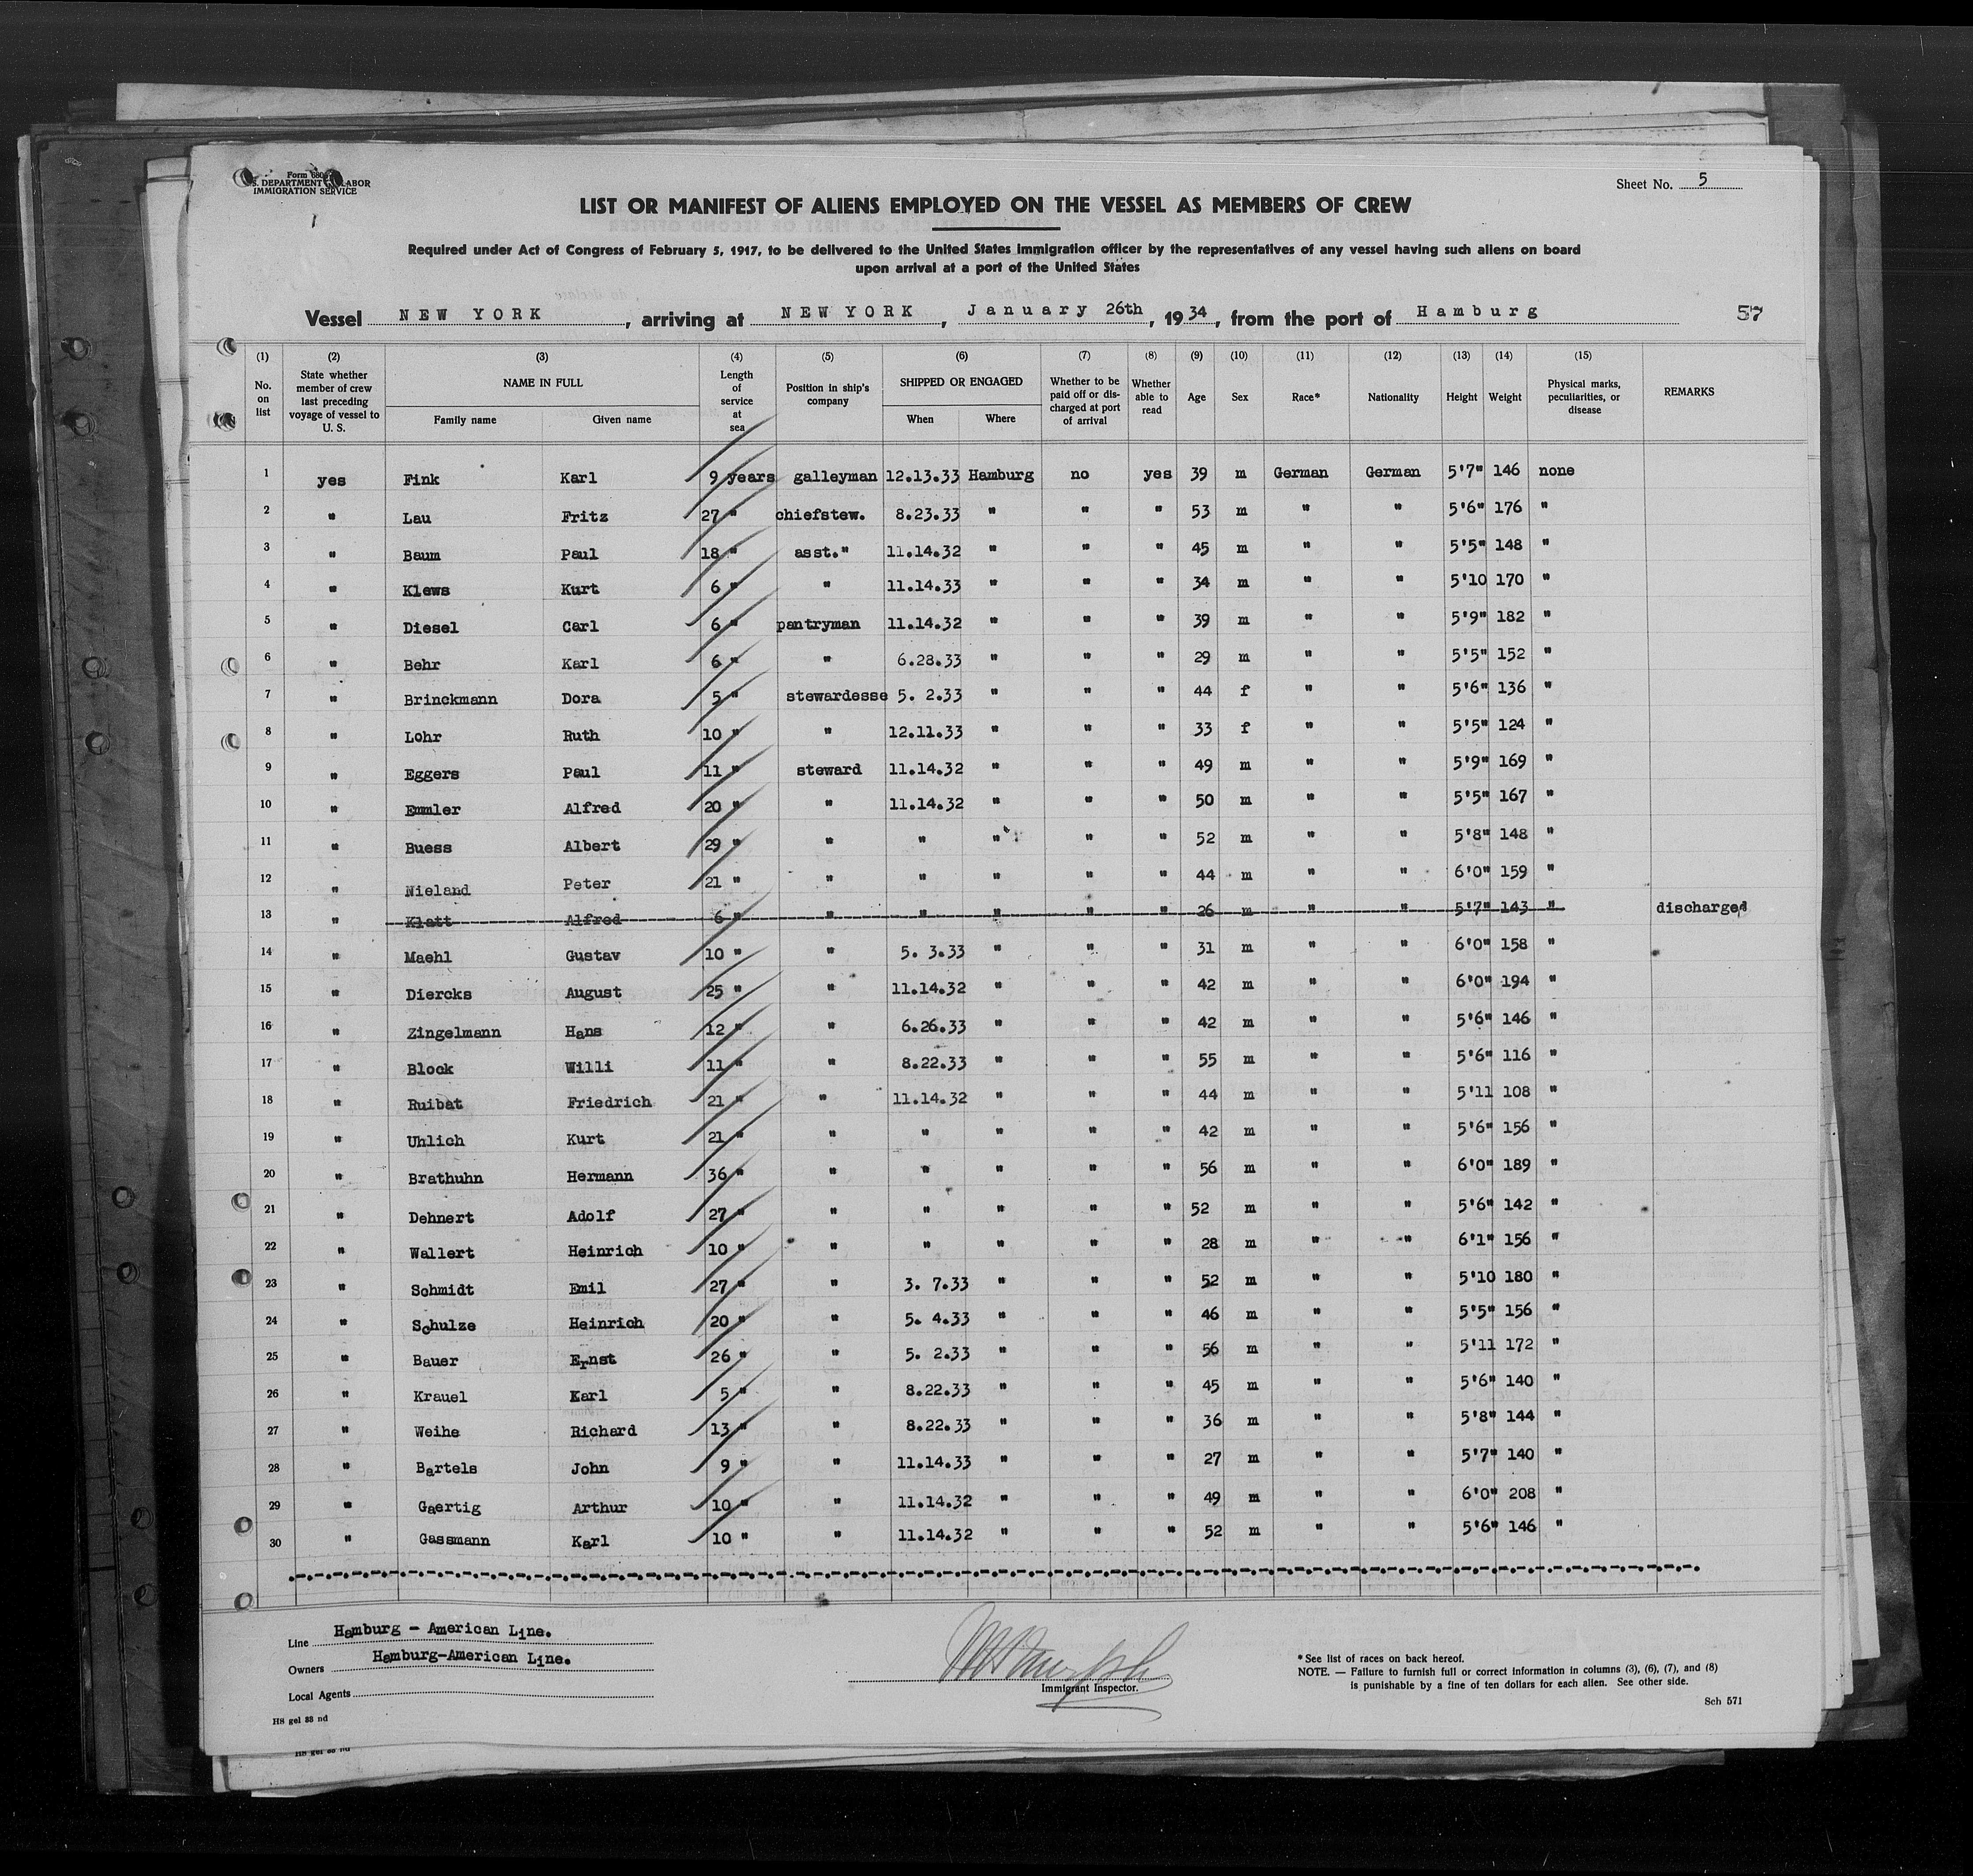 Form 680
U.S. DEPARTMENT OF LABOR
IMMIGRATION SERVICE
Sheet No. 5
LIST OR MANIFEST OF ALIENS EMPLOYED ON THE VESSEL AS MEMBERS OF CREW
Required under Act of Congress of February 5, 1917, to be delivered to the United States immigration officer by the representatives of any vessel having such aliens on board
upon arrival at a port of the United States
Vessel NEW YORK, arriving at NEW YORK, January 26th, 1934, from the port of Hamburg 57
(1) (2) (3) (4) (5) (6) (7) (8) (9) (10) (11) (12) (13) (14) (15)
No. on list State whether member of crew last preceding voyage of vessel to U. S. NAME IN FULL Family name Given name Length of service at sea Position in ship's company SHIPPED OR ENGAGED When Where Whether to be paid off or discharged at port of arrival Whether able to read Age Sex Race* Nationality Height Weight Physical marks, peculiarities, or disease REMARKS
1 yes Fink Karl 9 years galleyman 12.13.33 Hamburg no yes 39 m German German 5'7" 146 none
2 " Lau Fritz 27 " chiefstew. 8.23.33 " " " 53 m " " 5'6" 176 "
3 " Baum Paul 18 " asst." 11.14.32 " " " 45 m " " 5'5" 148 "
4 " Klews Kurt 6 " " 11.14.33 " " " 34 m " " 5'10 170 "
5 " Diesel Carl 6 " pantryman 11.14.32 " " " 39 m " " 5'9" 182 "
6 " Behr Karl 6 " " 6.28.33 " " " 29 m " " 5'5" 152 "
7 " Brinckmann Dora 5 " stewardesse 5. 2.33 " " " 44 f " " 5'6" 136 "
8 " Lohr Ruth 10 " " 12.11.33 " " " 33 f " " 5'5" 124 "
9 " Eggers Paul 11 " steward 11.14.32 " " " 49 m " " 5'9" 169 "
10 " Emmler Alfred 20 " " 11.14.32 " " " 50 m " " 5'5" 167 "
11 " Buess Albert 29 " " " " " " 52 m " " 5'8" 148 "
12 " Nieland Peter 21 " " " " " " 44 m " " 6'0" 159 "
13 " Klatt Alfred 6 " " " " " " 26 m " " 5'7" 143 " discharged
14 " Maehl Gustav 10 " " 5. 3.33 " " " 31 m " " 6'0" 158 "
15 " Diercks August 25 " " 11.14.32 " " " 42 m " " 6'0" 194 "
16 " Zingelmann Hans 12 " " 6.26.33 " " " 42 m " " 5'6" 146 "
17 " Block Willi 11 " " 8.22.33 " " " 55 m " " 5'6" 116 "
18 " Ruibat Friedrich 21 " " 11.14.32 " " " 44 m " " 5'11 108 "
19 " Uhlich Kurt 21 " " " " " " 42 m " " 5'6" 156 "
20 " Brathuhn Hermann 36 " " " " " " 56 m " " 6'0" 189 "
21 " Dehnert Adolf 27 " " " " " " 52 m " " 5'6" 142 "
22 " Wallert Heinrich 10 " " " " " " 28 m " " 6'1" 156 "
23 " Schmidt Emil 27 " " 3. 7.33 " " " 52 m " " 5'10 180 "
24 " Schulze Heinrich 20 " " 5. 4.33 " " " 46 m " " 5'5" 156 "
25 " Bauer Ernst 26 " " 5. 2.33 " " " 56 m " " 5'11 172 "
26 " Krauel Karl 5 " " 8.22.33 " " " 45 m " " 5'6" 140 "
27 " Weihe Richard 13 " " 8.22.33 " " " 36 m " " 5'8" 144 "
28 " Bartels John 9 " " 11.14.33 " " " 27 m " " 5'7" 140 "
29 " Gaertig Arthur 10 " " 11.14.32 " " " 49 m " " 6'0" 208 "
30 " Gassmann Karl 10 " " 11.14.32 " " " 52 m " " 5'6" 146 "
Line Hamburg - American Line.
Owners Hamburg-American Line.
Local Agents
Immigrant Inspector.
* See list of races on back hereof.
NOTE. — Failure to furnish full or correct information in columns (3), (6), (7), and (8)
is punishable by a fine of ten dollars for each alien. See other side.
Sch 571
H8 gel 88 nd
H8 gel 88 nd